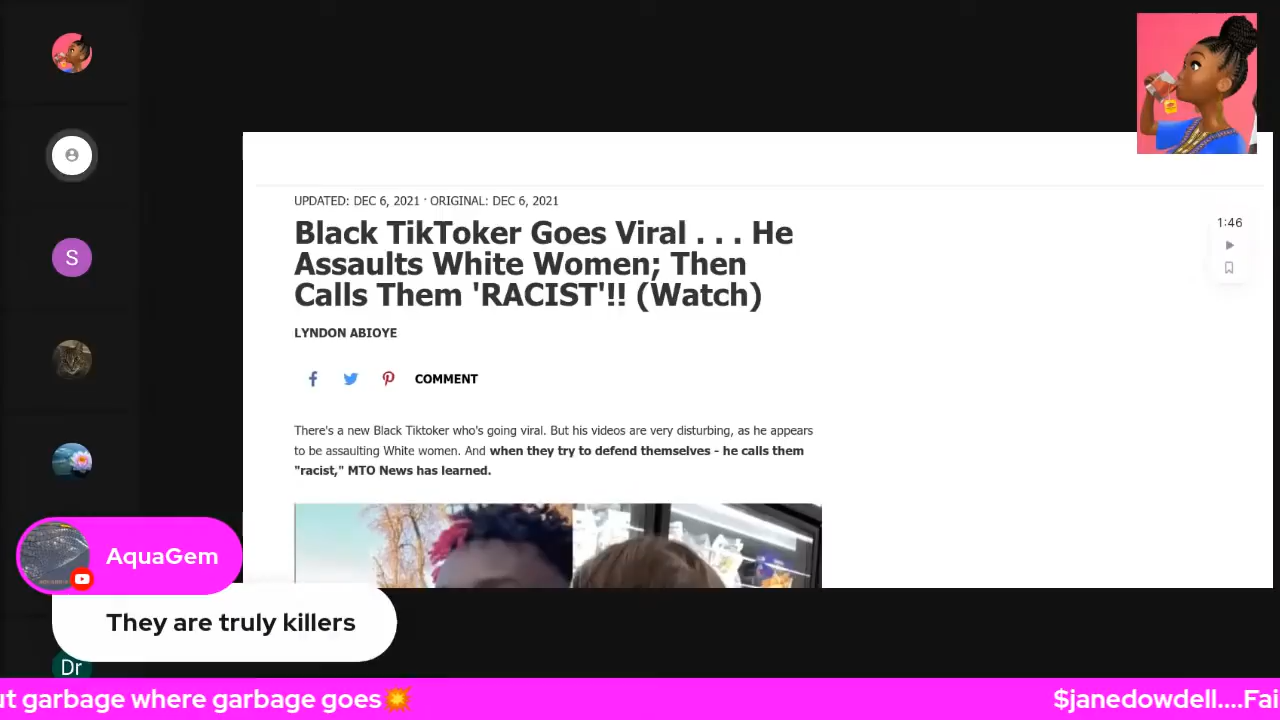 UPDATED: DEC 6, 2021 · ORIGINAL: DEC 6, 2021
Black TikToker Goes Viral . . . He
Assaults White Women; Then
Calls Them 'RACIST'!! (Watch)
LYNDON ABIOYE
COMMENT
There's a new Black Tiktoker who's going viral. But his videos are very disturbing, as he appears
to be assaulting White women. And when they try to defend themselves - he calls them
"racist," MTO News has learned.
1:46
S
AquaGem
They are truly killers
Dr
ut garbage where garbage goes💥
$janedowdell....Fai